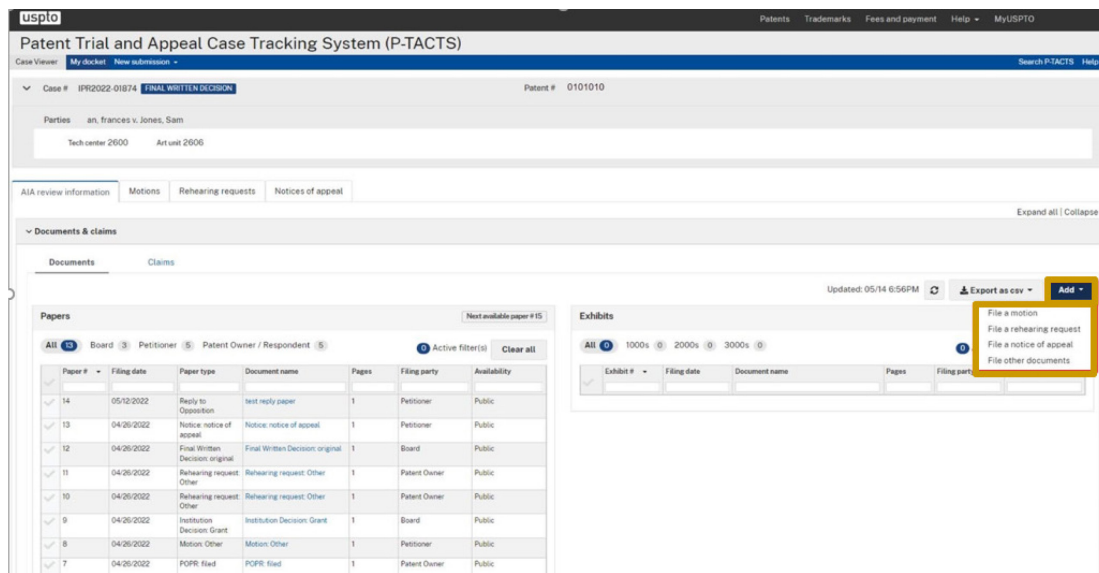 uspto Patents Trademarks Fees and payment Help MyUSPTO
Patent Trial and Appeal Case Tracking System (P-TACTS)
Case Viewer My docket New submission Search P-TACTS Help
Case # IPR2022-01874 FINAL WRITTEN DECISION Patent # 0101010
Parties an, frances v. Jones, Sam
Tech center 2600 Art unit 2606
AIA review information Motions Rehearing requests Notices of appeal
Expand all | Collapse
Documents & claims
Documents Claims
Updated: 05/14 6:56PM Export as csv Add
File a motion
File a rehearing request
File a notice of appeal
File other documents
Papers Next available paper #15
All 13 Board 3 Petitioner 5 Patent Owner / Respondent 5 0 Active filter(s) Clear all
Paper # Filing date Paper type Document name Pages Filing party Availability
14 05/12/2022 Reply to Opposition test reply paper 1 Petitioner Public
13 04/26/2022 Notice: notice of appeal Notice: notice of appeal 1 Petitioner Public
12 04/26/2022 Final Written Decision: original Final Written Decision: original 1 Board Public
11 04/26/2022 Rehearing request: Other Rehearing request: Other 1 Patent Owner Public
10 04/26/2022 Rehearing request: Other Rehearing request: Other 1 Patent Owner Public
9 04/26/2022 Institution Decision: Grant Institution Decision: Grant 1 Board Public
8 04/26/2022 Motion: Other Motion: Other 1 Petitioner Public
7 04/26/2022 POPR: filed POPR: filed 1 Patent Owner Public
Exhibits
All 0 1000s 0 2000s 0 3000s 0 0
Exhibit # Filing date Document name Pages Filing party